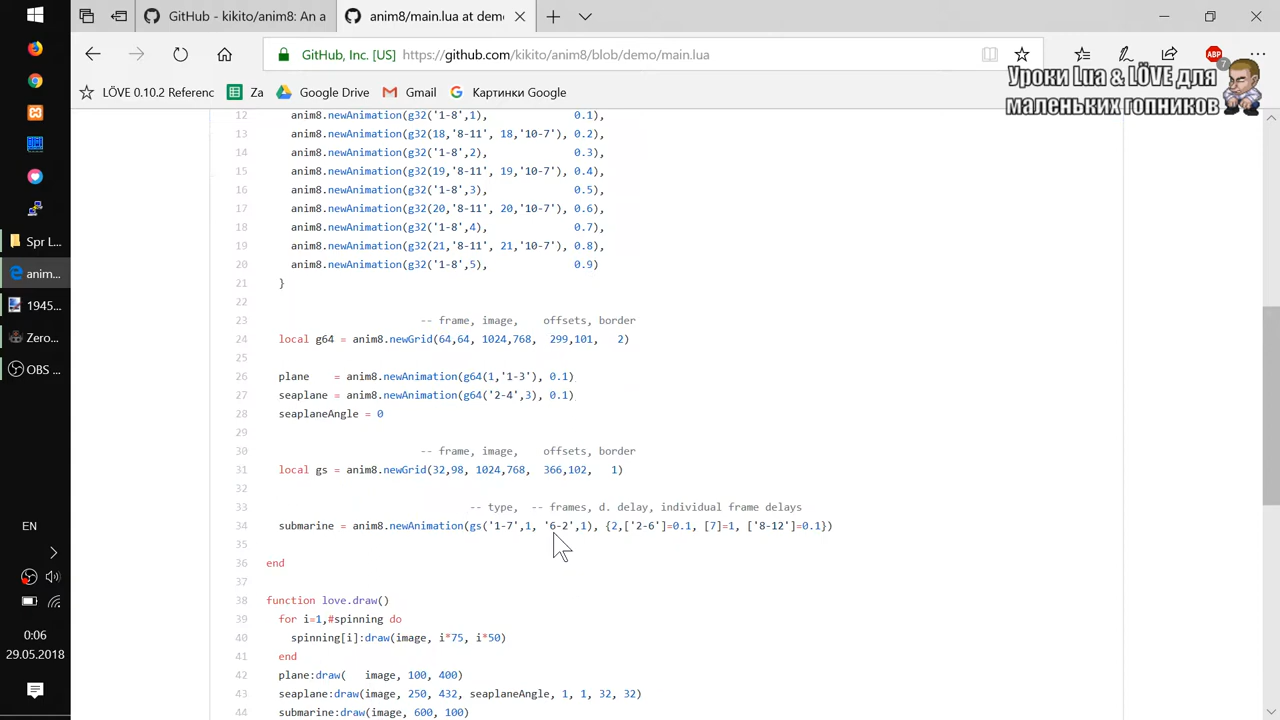 GitHub - kikito/anim8: An a
anim8/main.lua at demo
GitHub, Inc. [US] https://github.com/kikito/anim8/blob/demo/main.lua
ABP
7
LÖVE 0.10.2 Referenc
Za
Google Drive
Gmail
Картинки Google
Уроки Lua & LÖVE для
маленьких гопников
12 anim8.newAnimation(g32('1-8',1), 0.1),
13 anim8.newAnimation(g32(18,'8-11', 18,'10-7'), 0.2),
14 anim8.newAnimation(g32('1-8',2), 0.3),
15 anim8.newAnimation(g32(19,'8-11', 19,'10-7'), 0.4),
16 anim8.newAnimation(g32('1-8',3), 0.5),
17 anim8.newAnimation(g32(20,'8-11', 20,'10-7'), 0.6),
18 anim8.newAnimation(g32('1-8',4), 0.7),
19 anim8.newAnimation(g32(21,'8-11', 21,'10-7'), 0.8),
20 anim8.newAnimation(g32('1-8',5), 0.9)
21 }
22
23 -- frame, image, offsets, border
24 local g64 = anim8.newGrid(64,64, 1024,768, 299,101, 2)
25
26 plane = anim8.newAnimation(g64(1,'1-3'), 0.1)
27 seaplane = anim8.newAnimation(g64('2-4',3), 0.1)
28 seaplaneAngle = 0
29
30 -- frame, image, offsets, border
31 local gs = anim8.newGrid(32,98, 1024,768, 366,102, 1)
32
33 -- type, -- frames, d. delay, individual frame delays
34 submarine = anim8.newAnimation(gs('1-7',1, '6-2',1), {2,['2-6']=0.1, [7]=1, ['8-12']=0.1})
35
36 end
37
38 function love.draw()
39 for i=1,#spinning do
40 spinning[i]:draw(image, i*75, i*50)
41 end
42 plane:draw( image, 100, 400)
43 seaplane:draw(image, 250, 432, seaplaneAngle, 1, 1, 32, 32)
44 submarine:draw(image, 600, 100)
Spr L...
anim...
1945...
Zero...
OBS ...
EN
0:06
29.05.2018